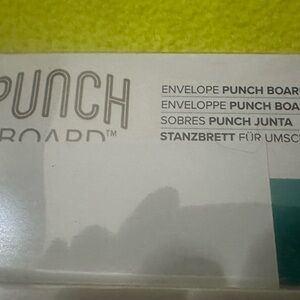 PUNCH
BOARD™
ENVELOPE PUNCH BOAR
ENVELOPPE PUNCH BOA
SOBRES PUNCH JUNTA
STANZBRETT FÜR UMSC